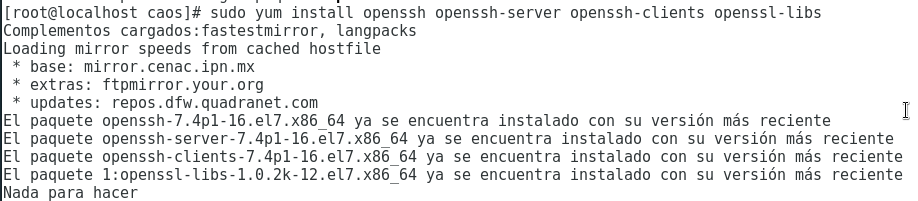 [root@localhost caos]# sudo yum install openssh openssh-server openssh-clients openssl-libs
Complementos cargados:fastestmirror, langpacks
Loading mirror speeds from cached hostfile
 * base: mirror.cenac.ipn.mx
 * extras: ftpmirror.your.org
 * updates: repos.dfw.quadranet.com
El paquete openssh-7.4p1-16.el7.x86_64 ya se encuentra instalado con su versión más reciente
El paquete openssh-server-7.4p1-16.el7.x86_64 ya se encuentra instalado con su versión más reciente
El paquete openssh-clients-7.4p1-16.el7.x86_64 ya se encuentra instalado con su versión más reciente
El paquete 1:openssl-libs-1.0.2k-12.el7.x86_64 ya se encuentra instalado con su versión más reciente
Nada para hacer